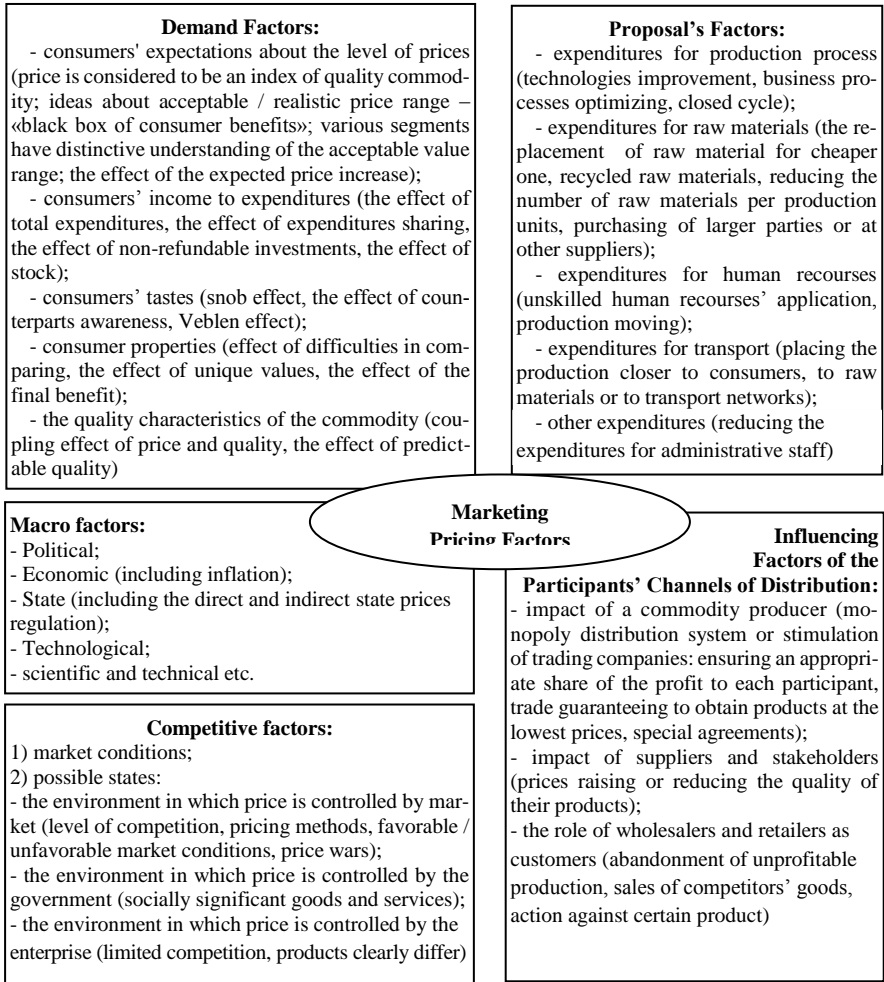 Demand Factors:
- consumers' expectations about the level of prices
(price is considered to be an index of quality commod-
ity; ideas about acceptable / realistic price range –
«black box of consumer benefits»; various segments
have distinctive understanding of the acceptable value
range; the effect of the expected price increase);
- consumers’ income to expenditures (the effect of
total expenditures, the effect of expenditures sharing,
the effect of non-refundable investments, the effect of
stock);
- consumers’ tastes (snob effect, the effect of coun-
terparts awareness, Veblen effect);
- consumer properties (effect of difficulties in com-
paring, the effect of unique values, the effect of the
final benefit);
- the quality characteristics of the commodity (cou-
pling effect of price and quality, the effect of predict-
able quality)
Proposal’s Factors:
- expenditures for production process
(technologies improvement, business pro-
cesses optimizing, closed cycle);
- expenditures for raw materials (the re-
placement of raw material for cheaper
one, recycled raw materials, reducing the
number of raw materials per production
units, purchasing of larger parties or at
other suppliers);
- expenditures for human recourses
(unskilled human recourses’ application,
production moving);
- expenditures for transport (placing the
production closer to consumers, to raw
materials or to transport networks);
- other expenditures (reducing the
expenditures for administrative staff)
Marketing
Pricing Factors
Macro factors:
- Political;
- Economic (including inflation);
- State (including the direct and indirect state prices
regulation);
- Technological;
- scientific and technical etc.
Influencing
Factors of the
Participants’ Channels of Distribution:
- impact of a commodity producer (mo-
nopoly distribution system or stimulation
of trading companies: ensuring an appropri-
ate share of the profit to each participant,
trade guaranteeing to obtain products at the
lowest prices, special agreements);
- impact of suppliers and stakeholders
(prices raising or reducing the quality of
their products);
- the role of wholesalers and retailers as
customers (abandonment of unprofitable
production, sales of competitors’ goods,
action against certain product)
Competitive factors:
1) market conditions;
2) possible states:
- the environment in which price is controlled by mar-
ket (level of competition, pricing methods, favorable /
unfavorable market conditions, price wars);
- the environment in which price is controlled by the
government (socially significant goods and services);
- the environment in which price is controlled by the
enterprise (limited competition, products clearly differ)